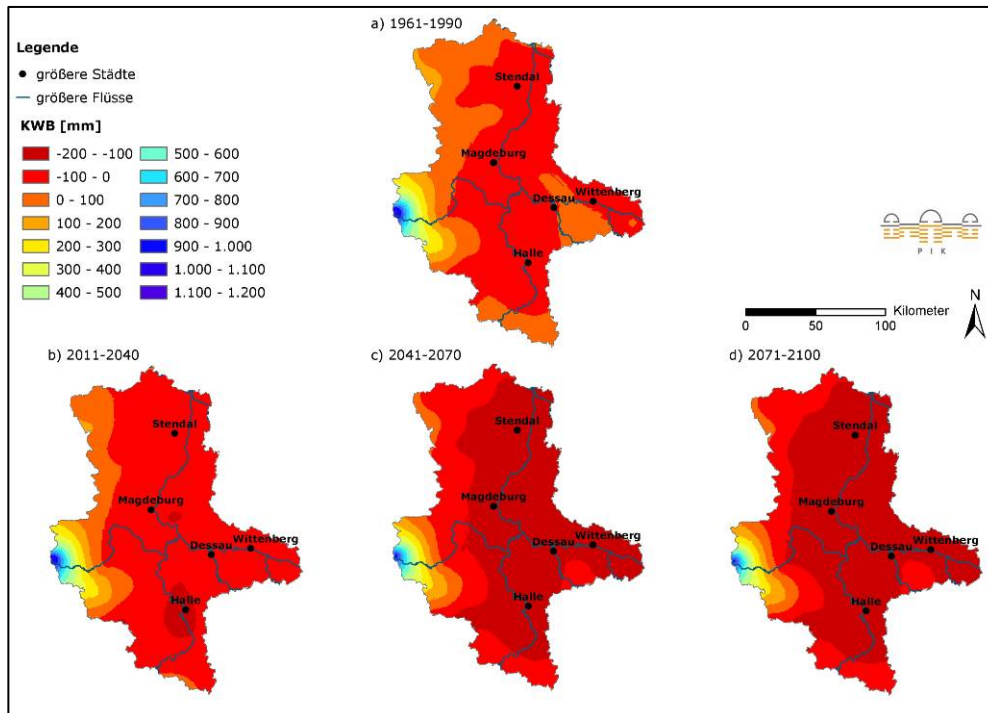 a) 1961-1990
Legende
größere Städte
größere Flüsse
KWB [mm]
-200 - -100
-100 - 0
0 - 100
100 - 200
200 - 300
300 - 400
400 - 500
500 - 600
600 - 700
700 - 800
800 - 900
900 - 1.000
1.000 - 1.100
1.100 - 1.200
Stendal
Magdeburg
Dessau
Wittenberg
Halle
P I K
Kilometer
0 50 100
N
b) 2011-2040
Stendal
Magdeburg
Dessau
Wittenberg
Halle
c) 2041-2070
Stendal
Magdeburg
Dessau
Wittenberg
Halle
d) 2071-2100
Stendal
Magdeburg
Dessau
Wittenberg
Halle